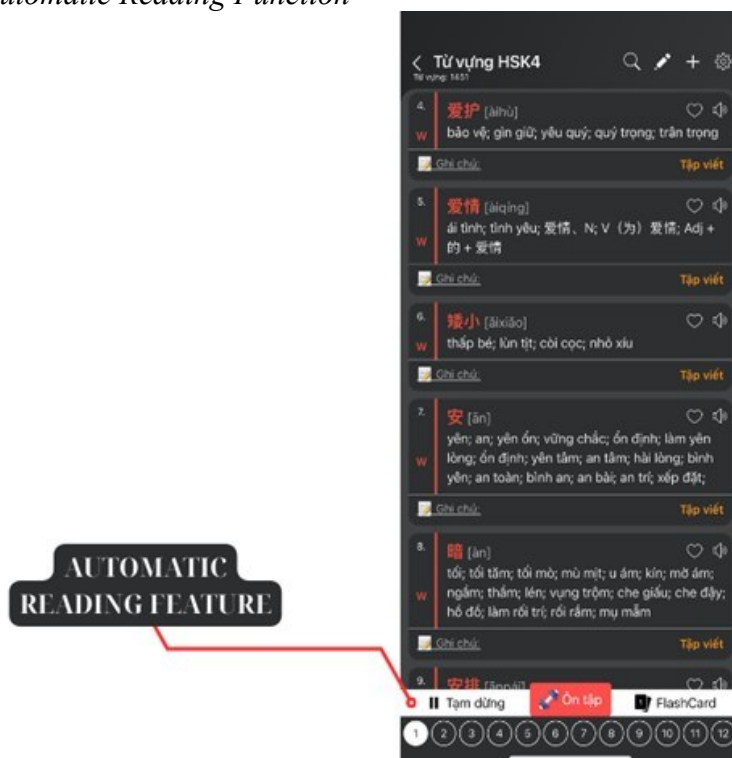 Automatic Reading Function
Từ vựng HSK4
Từ vựng: 1451
4.
爱护 [àihù]
W
bảo vệ; gìn giữ; yêu quý; quý trọng; trân trọng
Ghi chú:
Tập viết
5.
爱情 [àiqíng]
W
ái tình; tình yêu; 爱情、N; V（为）爱情; Adj +
的 + 爱情
Ghi chú:
Tập viết
6.
矮小 [ǎixiǎo]
W
thấp bé; lùn tịt; còi cọc; nhỏ xíu
Ghi chú:
Tập viết
7.
安 [ān]
W
yên; an; yên ổn; vững chắc; ổn định; làm yên
lòng; ổn định; yên tâm; an tâm; hài lòng; bình
yên; an toàn; bình an; an bài; an trí; xếp đặt;
Ghi chú:
Tập viết
8.
暗 [àn]
W
tối; tối tăm; tối mò; mù mịt; u ám; kín; mờ ám;
ngầm; thầm; lén; vụng trộm; che giấu; che đậy;
hồ đồ; làm rối trí; rối rắm; mụ mẫm
Ghi chú:
Tập viết
9.
安排 [ānpái]
AUTOMATIC
READING FEATURE
Tạm dừng
Ôn tập
FlashCard
1 2 3 4 5 6 7 8 9 10 11 12